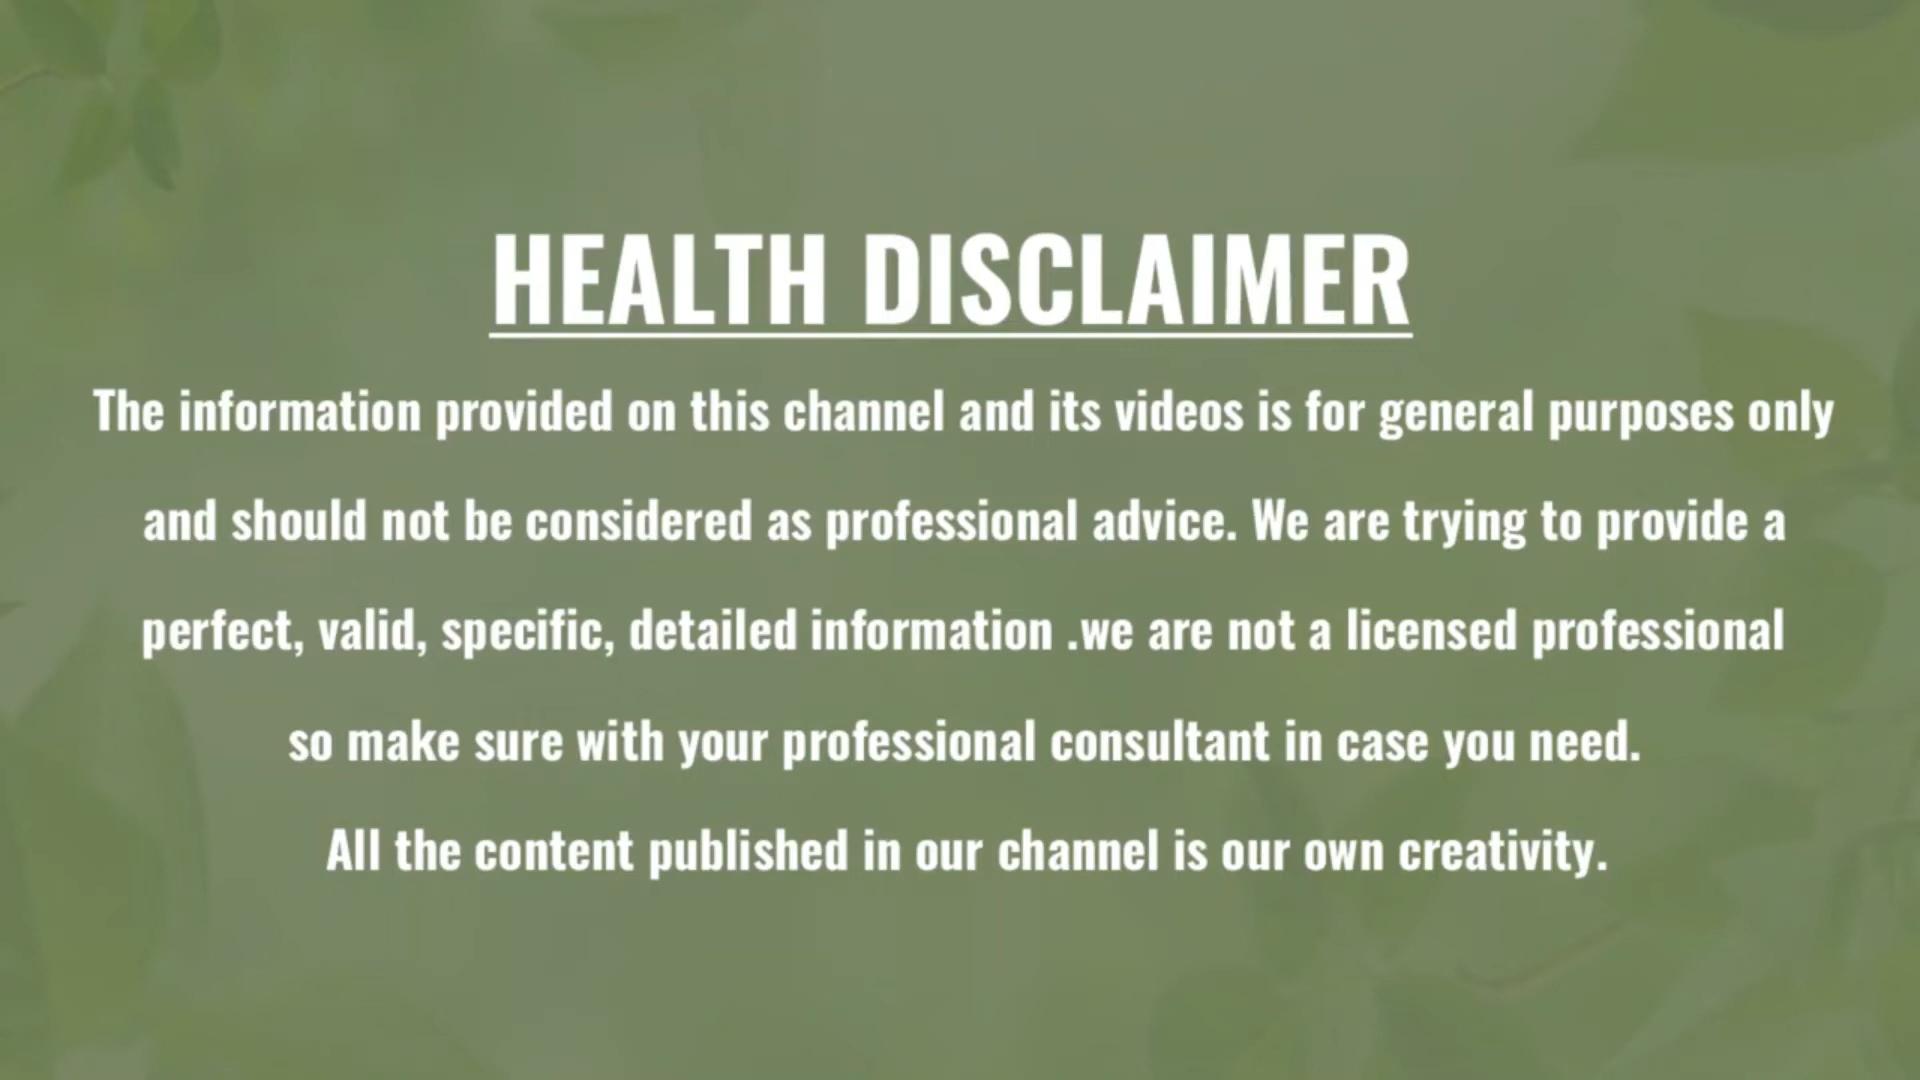 HEALTH DISCLAIMER
The information provided on this channel and its videos is for general purposes only
and should not be considered as professional advice. We are trying to provide a
perfect, valid, specific, detailed information .we are not a licensed professional
so make sure with your professional consultant in case you need.
All the content published in our channel is our own creativity.